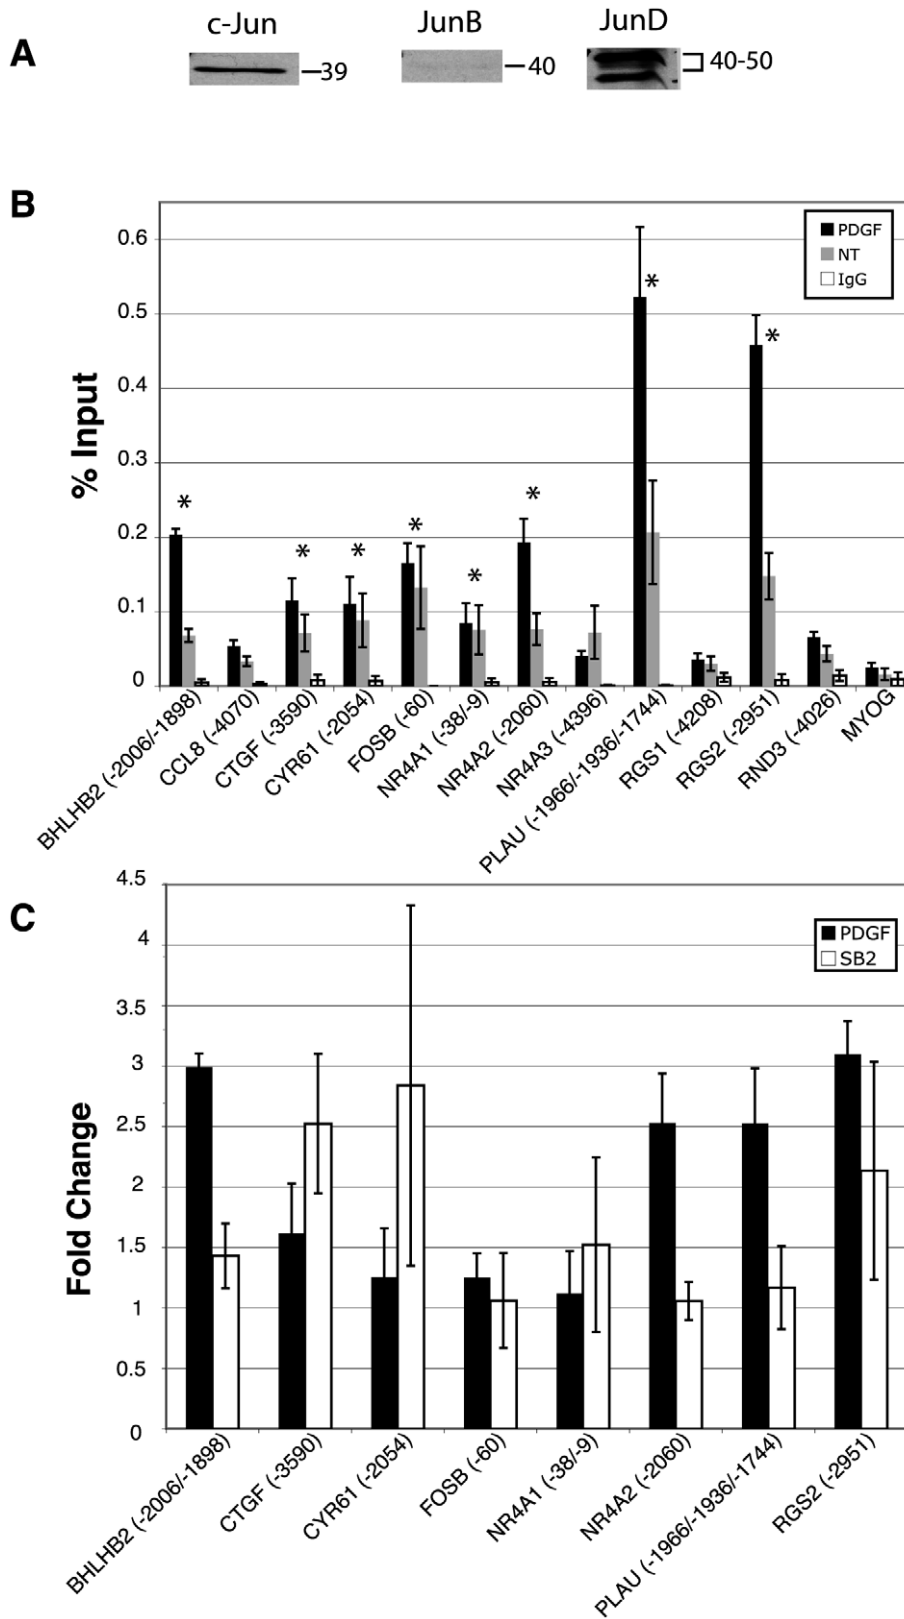 A
c-Jun
JunB
JunD
39
40
40-50
B
% Input
0.6
0.5
0.4
0.3
0.2
0.1
0
PDGF
NT
IgG
*
*
*
*
*
*
*
*
BHLHB2 (-2006/-1898)
CCL8 (-4070)
CTGF (-3590)
CYR61 (-2054)
FOSB (-60)
NR4A1 (-38/-9)
NR4A2 (-2060)
NR4A3 (-4396)
PLAU (-1966/-1936/-1744)
RGS1 (-4208)
RGS2 (-2951)
RND3 (-4026)
MYOG
C
Fold Change
4.5
4
3.5
3
2.5
2
1.5
1
0.5
0
PDGF
SB2
BHLHB2 (-2006/-1898)
CTGF (-3590)
CYR61 (-2054)
FOSB (-60)
NR4A1 (-38/-9)
NR4A2 (-2060)
PLAU (-1966/-1936/-1744)
RGS2 (-2951)